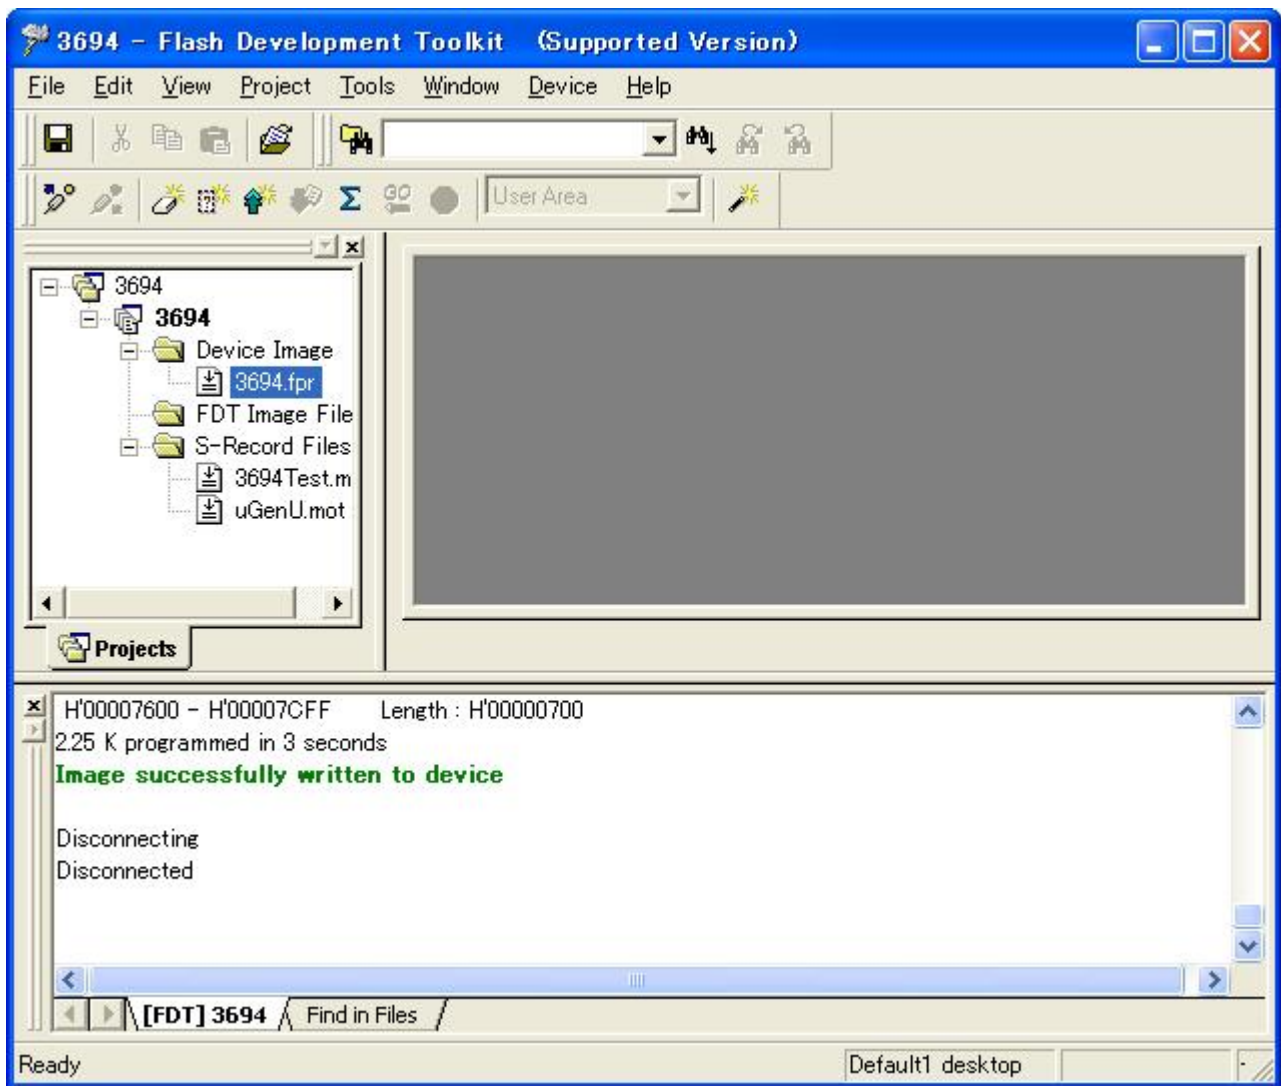 3694 - Flash Development Toolkit (Supported Version)
File Edit View Project Tools Window Device Help
GO User Area
3694
3694
Device Image
3694.fpr
FDT Image File
S-Record Files
3694Test.m
uGenU.mot
Projects
H'00007600 - H'00007CFF Length : H'00000700
2.25 K programmed in 3 seconds
Image successfully written to device
Disconnecting
Disconnected
[FDT] 3694 Find in Files
Ready Default1 desktop